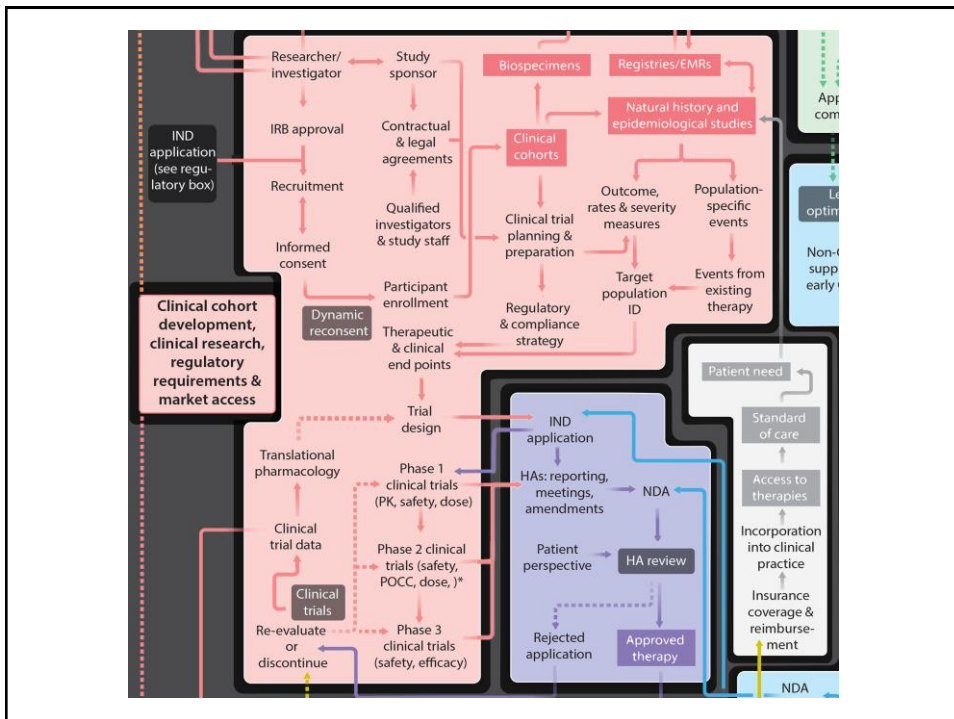 Researcher/
investigator
Study
sponsor
Biospecimens
Registries/EMRs
IRB approval
Contractual
& legal
agreements
Clinical
cohorts
Natural history and
epidemiological studies
App
com
IND
application
(see regu-
latory box)
Recruitment
Informed
consent
Qualified
investigators
& study staff
Clinical trial
planning &
preparation
Outcome,
rates & severity
measures
Population-
specific
events
Le
optim
Non-
supp
early
Participant
enrollment
Dynamic
reconsent
Regulatory
& compliance
strategy
Target
population
ID
Events from
existing
therapy
Clinical cohort
development,
clinical research,
regulatory
requirements &
market access
Therapeutic
& clinical
end points
Trial
design
Translational
pharmacology
Clinical
trial data
Clinical
trials
Re-evaluate
or
discontinue
Phase 1
clinical trials
(PK, safety, dose)
Phase 2 clinical
trials (safety,
POCC, dose, )*
Phase 3
clinical trials
(safety, efficacy)
IND
application
HAs: reporting,
meetings,
amendments
NDA
Patient
perspective
HA review
Rejected
application
Approved
therapy
Patient need
Standard
of care
Access to
therapies
Incorporation
into clinical
practice
Insurance
coverage &
reimburse-
ment
NDA